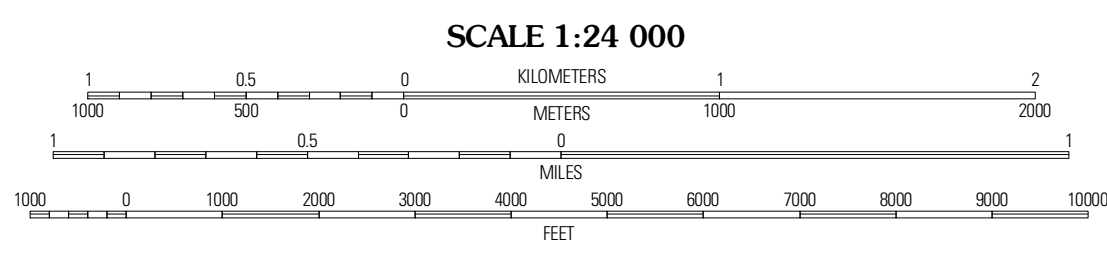 SCALE 1:24 000
1 0.5 0 KILOMETERS 1 2
1000 500 0 METERS 1000 2000
1 0.5 0 1
MILES
1000 0 1000 2000 3000 4000 5000 6000 7000 8000 9000 10000
FEET